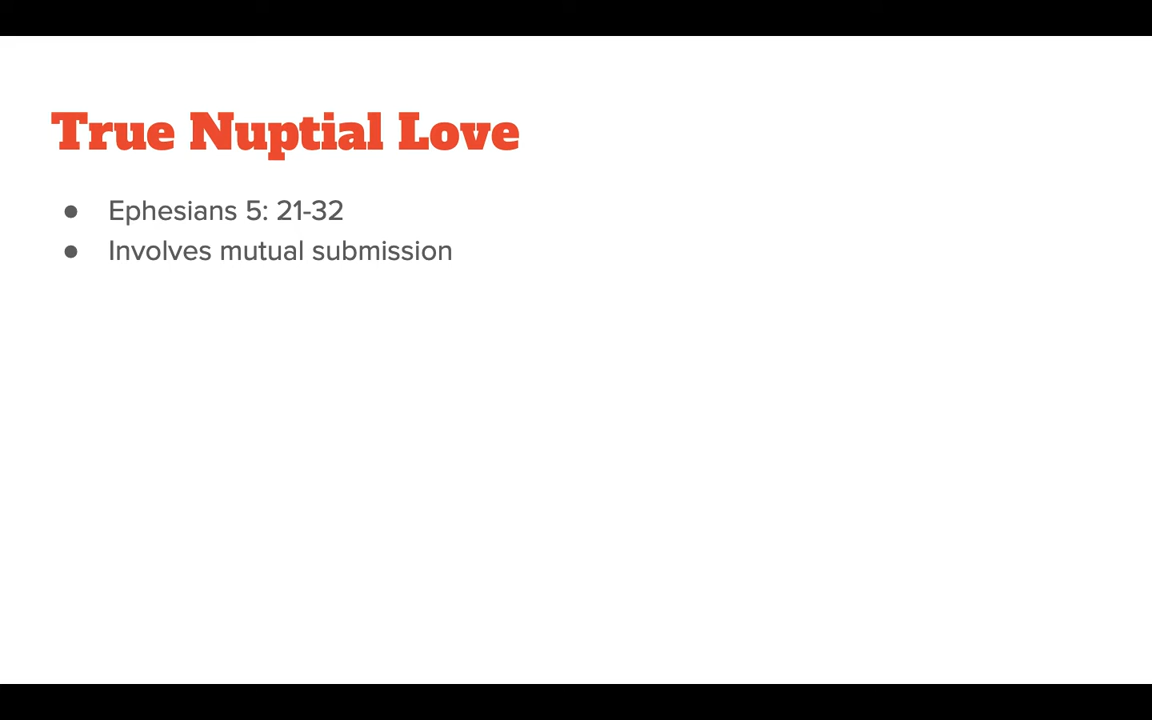 True Nuptial Love
● Ephesians 5: 21-32
● Involves mutual submission